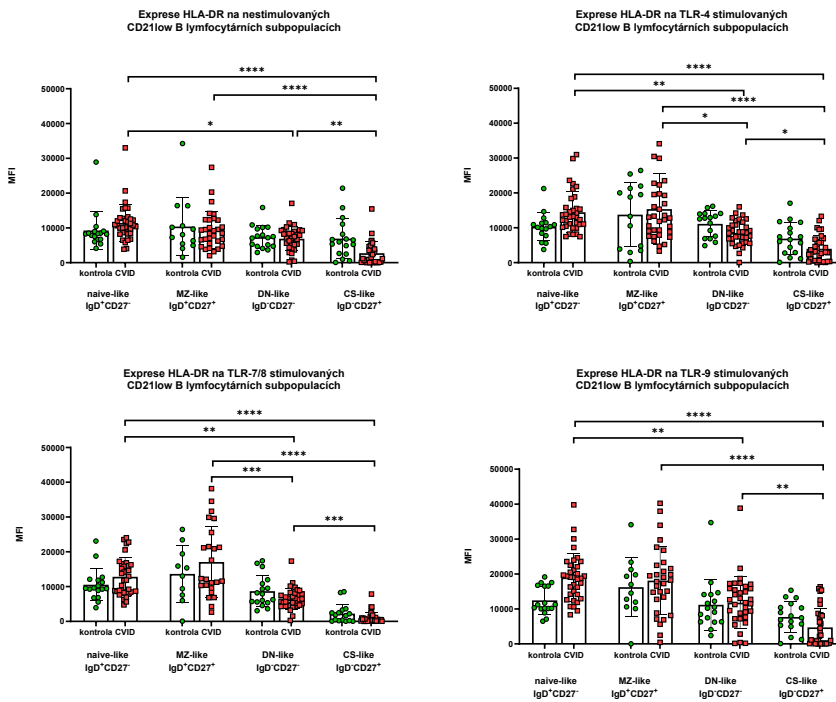 Exprese HLA-DR na nestimulovaných
CD21low B lymfocytárních subpopulacích
****
****
*
**
50000
40000
30000
20000
10000
0
MFI
kontrola CVID
kontrola CVID
kontrola CVID
kontrola CVID
naive-like
IgD⁺CD27⁻
MZ-like
IgD⁺CD27⁺
DN-like
IgD⁻CD27⁻
CS-like
IgD⁻CD27⁺
Exprese HLA-DR na TLR-4 stimulovaných
CD21low B lymfocytárních subpopulacích
****
**
****
*
*
50000
40000
30000
20000
10000
0
MFI
kontrola CVID
kontrola CVID
kontrola CVID
kontrola CVID
naive-like
IgD⁺CD27⁻
MZ-like
IgD⁺CD27⁺
DN-like
IgD⁻CD27⁻
CS-like
IgD⁻CD27⁺
Exprese HLA-DR na TLR-7/8 stimulovaných
CD21low B lymfocytárních subpopulacích
****
**
****
***
***
50000
40000
30000
20000
10000
0
MFI
kontrola CVID
kontrola CVID
kontrola CVID
kontrola CVID
naive-like
IgD⁺CD27⁻
MZ-like
IgD⁺CD27⁺
DN-like
IgD⁻CD27⁻
CS-like
IgD⁻CD27⁺
Exprese HLA-DR na TLR-9 stimulovaných
CD21low B lymfocytárních subpopulacích
****
**
****
**
50000
40000
30000
20000
10000
0
MFI
kontrola CVID
kontrola CVID
kontrola CVID
kontrola CVID
naive-like
IgD⁺CD27⁻
MZ-like
IgD⁺CD27⁺
DN-like
IgD⁻CD27⁻
CS-like
IgD⁻CD27⁺